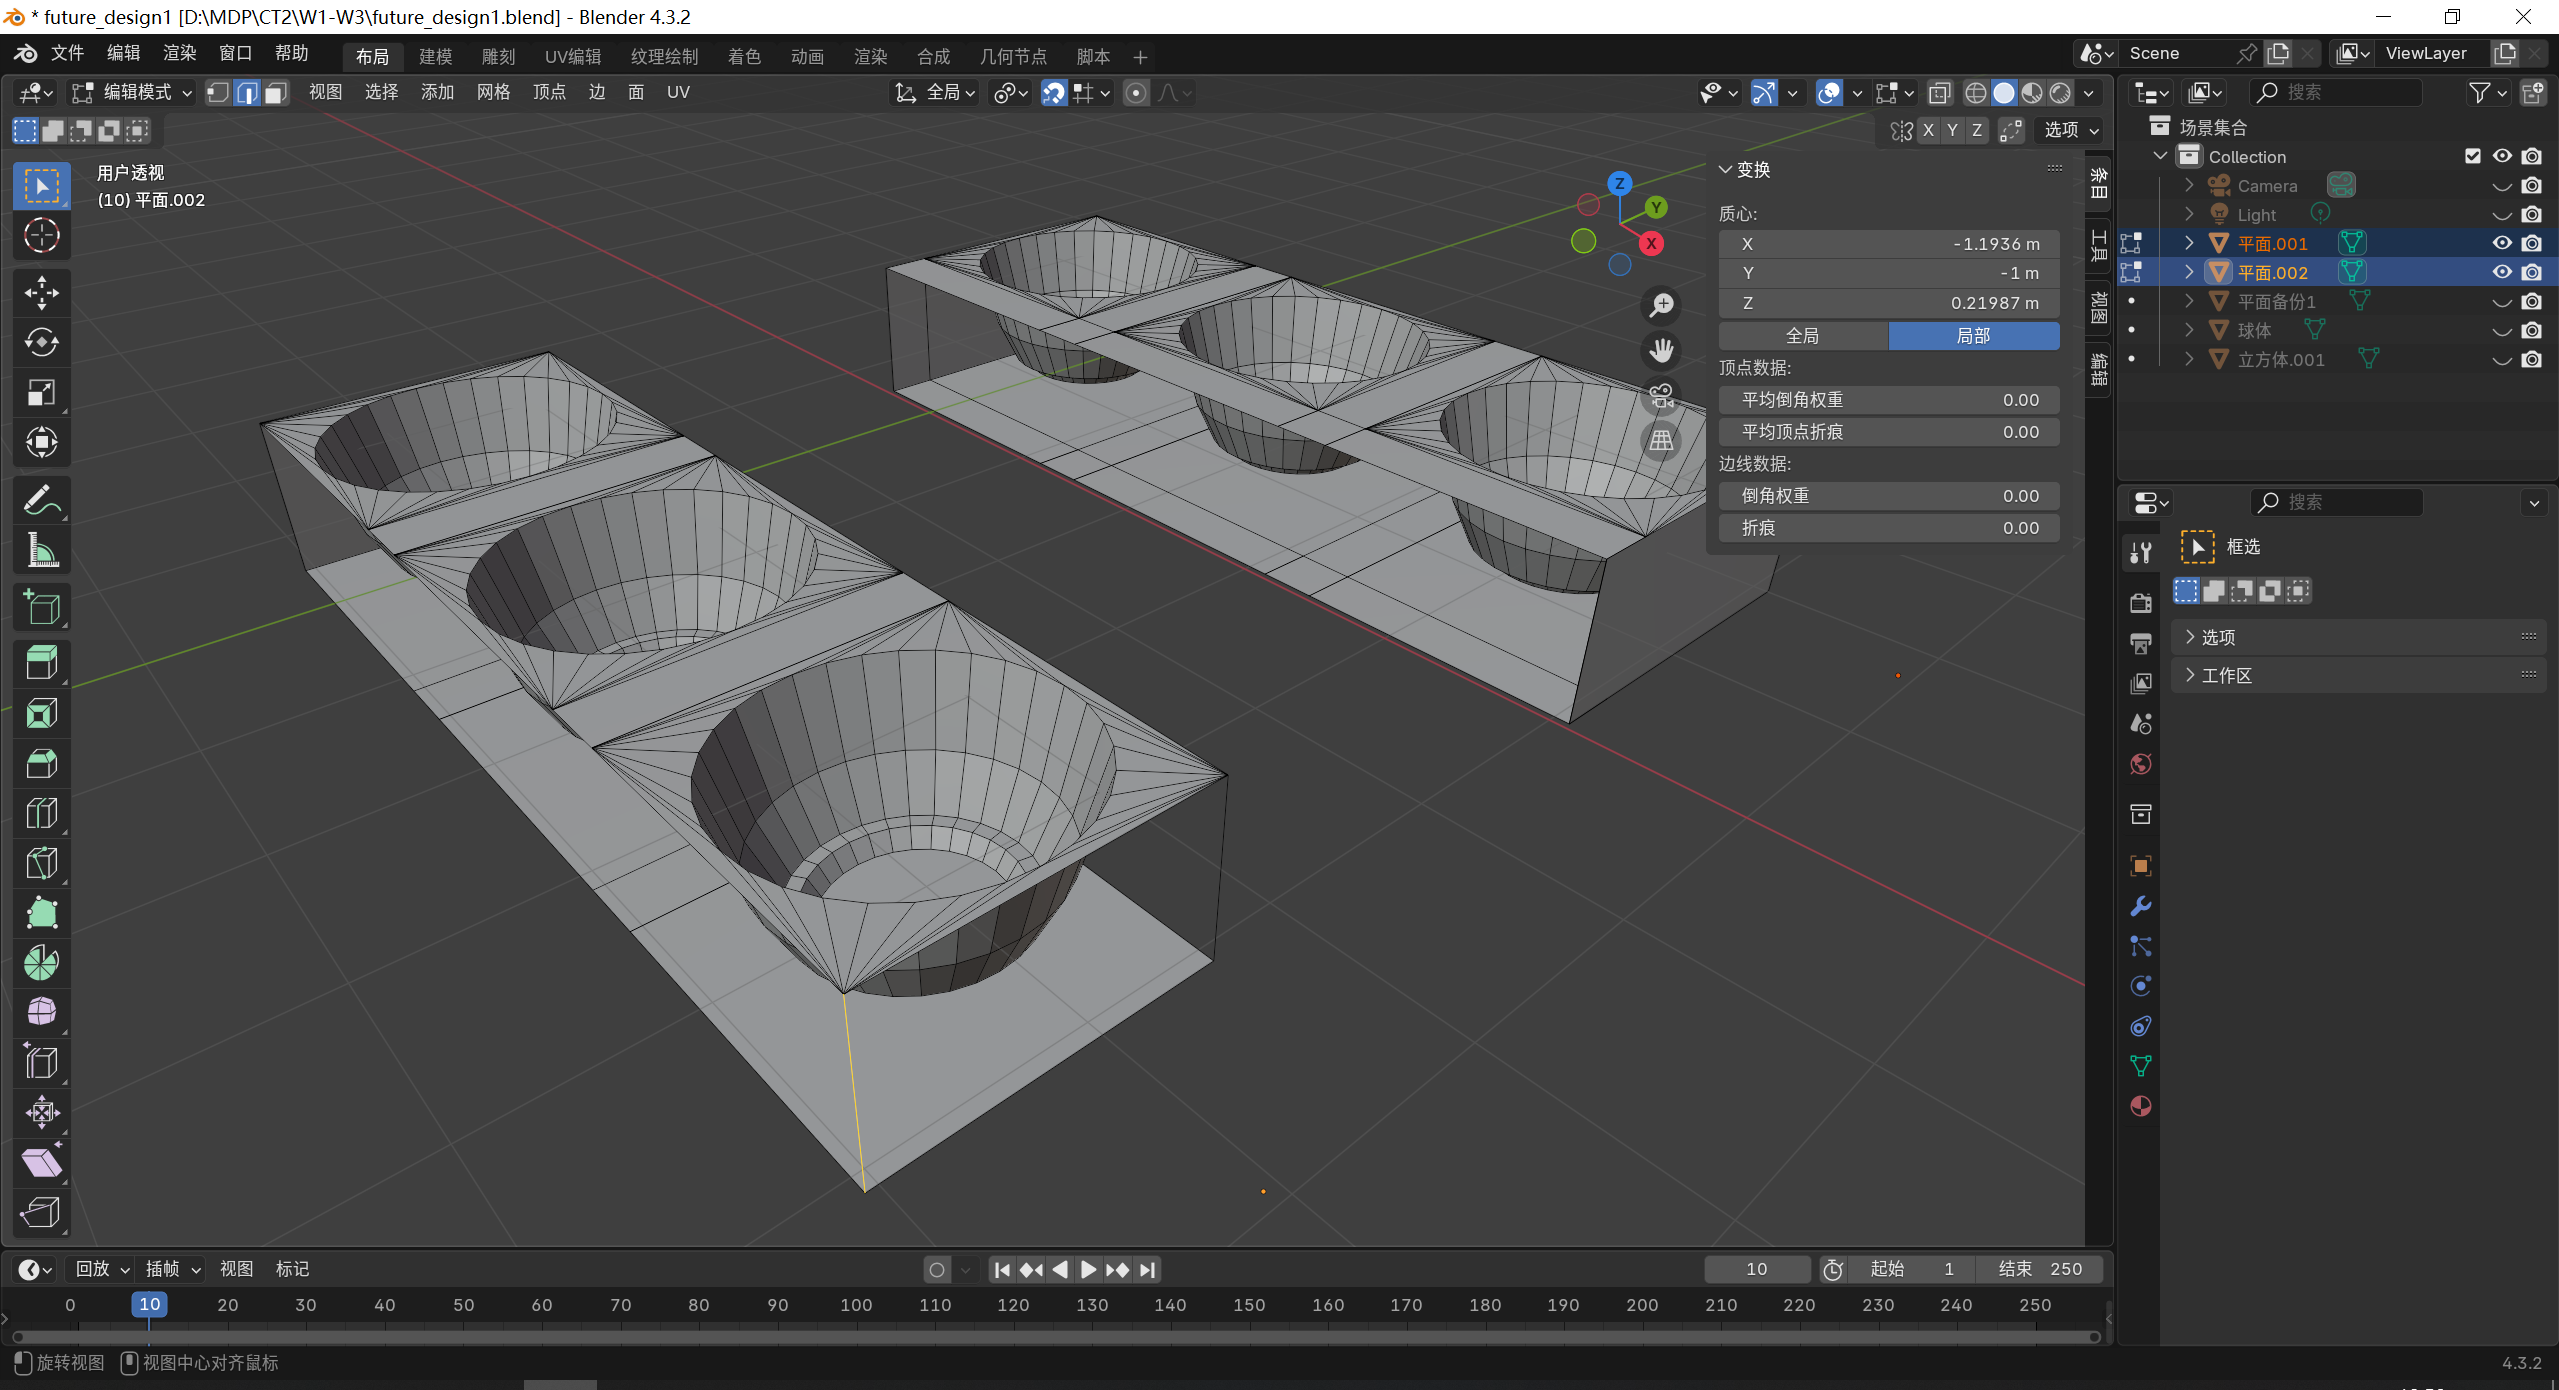 * future_design1 [D:\MDP\CT2\W1-W3\future_design1.blend] - Blender 4.3.2
文件 编辑 渲染 窗口 帮助 布局 建模 雕刻 UV编辑 纹理绘制 着色 动画 渲染 合成 几何节点 脚本 + Scene ViewLayer
编辑模式 视图 选择 添加 网格 顶点 边 面 UV 全局 搜索
X Y Z 选项
场景集合
Collection
Camera
Light
平面.001
平面.002
平面备份1
球体
立方体.001
用户透视
(10) 平面.002
Z
Y
X
变换
质心:
X -1.1936 m
Y -1 m
Z 0.21987 m
全局 局部
顶点数据:
平均倒角权重 0.00
平均顶点折痕 0.00
边线数据:
倒角权重 0.00
折痕 0.00
条目
工具
视图
编辑
搜索
框选
选项
工作区
回放 插帧 视图 标记 10 起始 1 结束 250
0 10 20 30 40 50 60 70 80 90 100 110 120 130 140 150 160 170 180 190 200 210 220 230 240 250
旋转视图 视图中心对齐鼠标 4.3.2